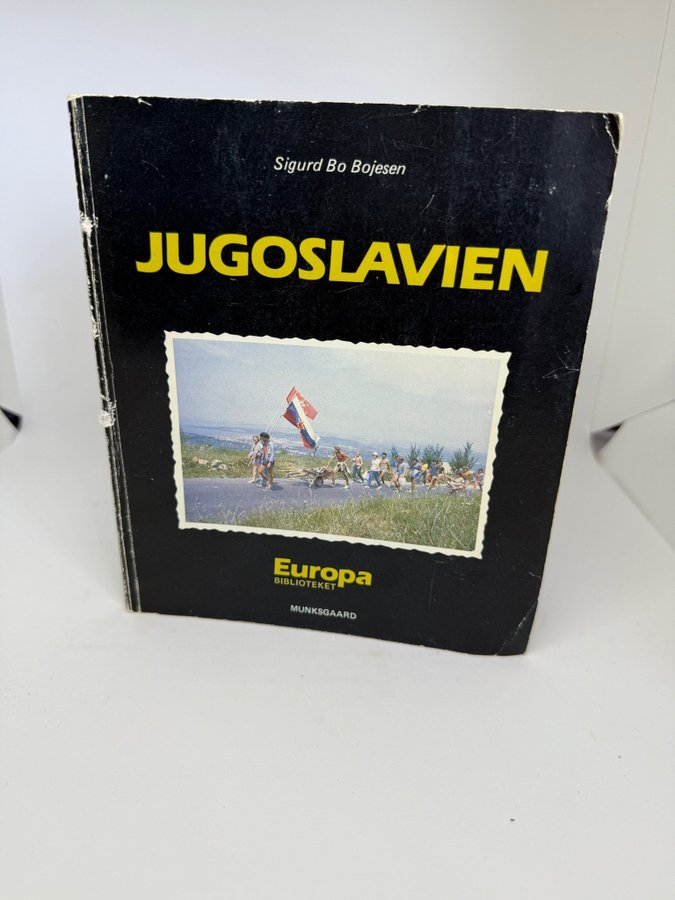 Sigurd Bo Bojesen
JUGOSLAVIEN
Europa
BIBLIOTEKET
MUNKSGAARD